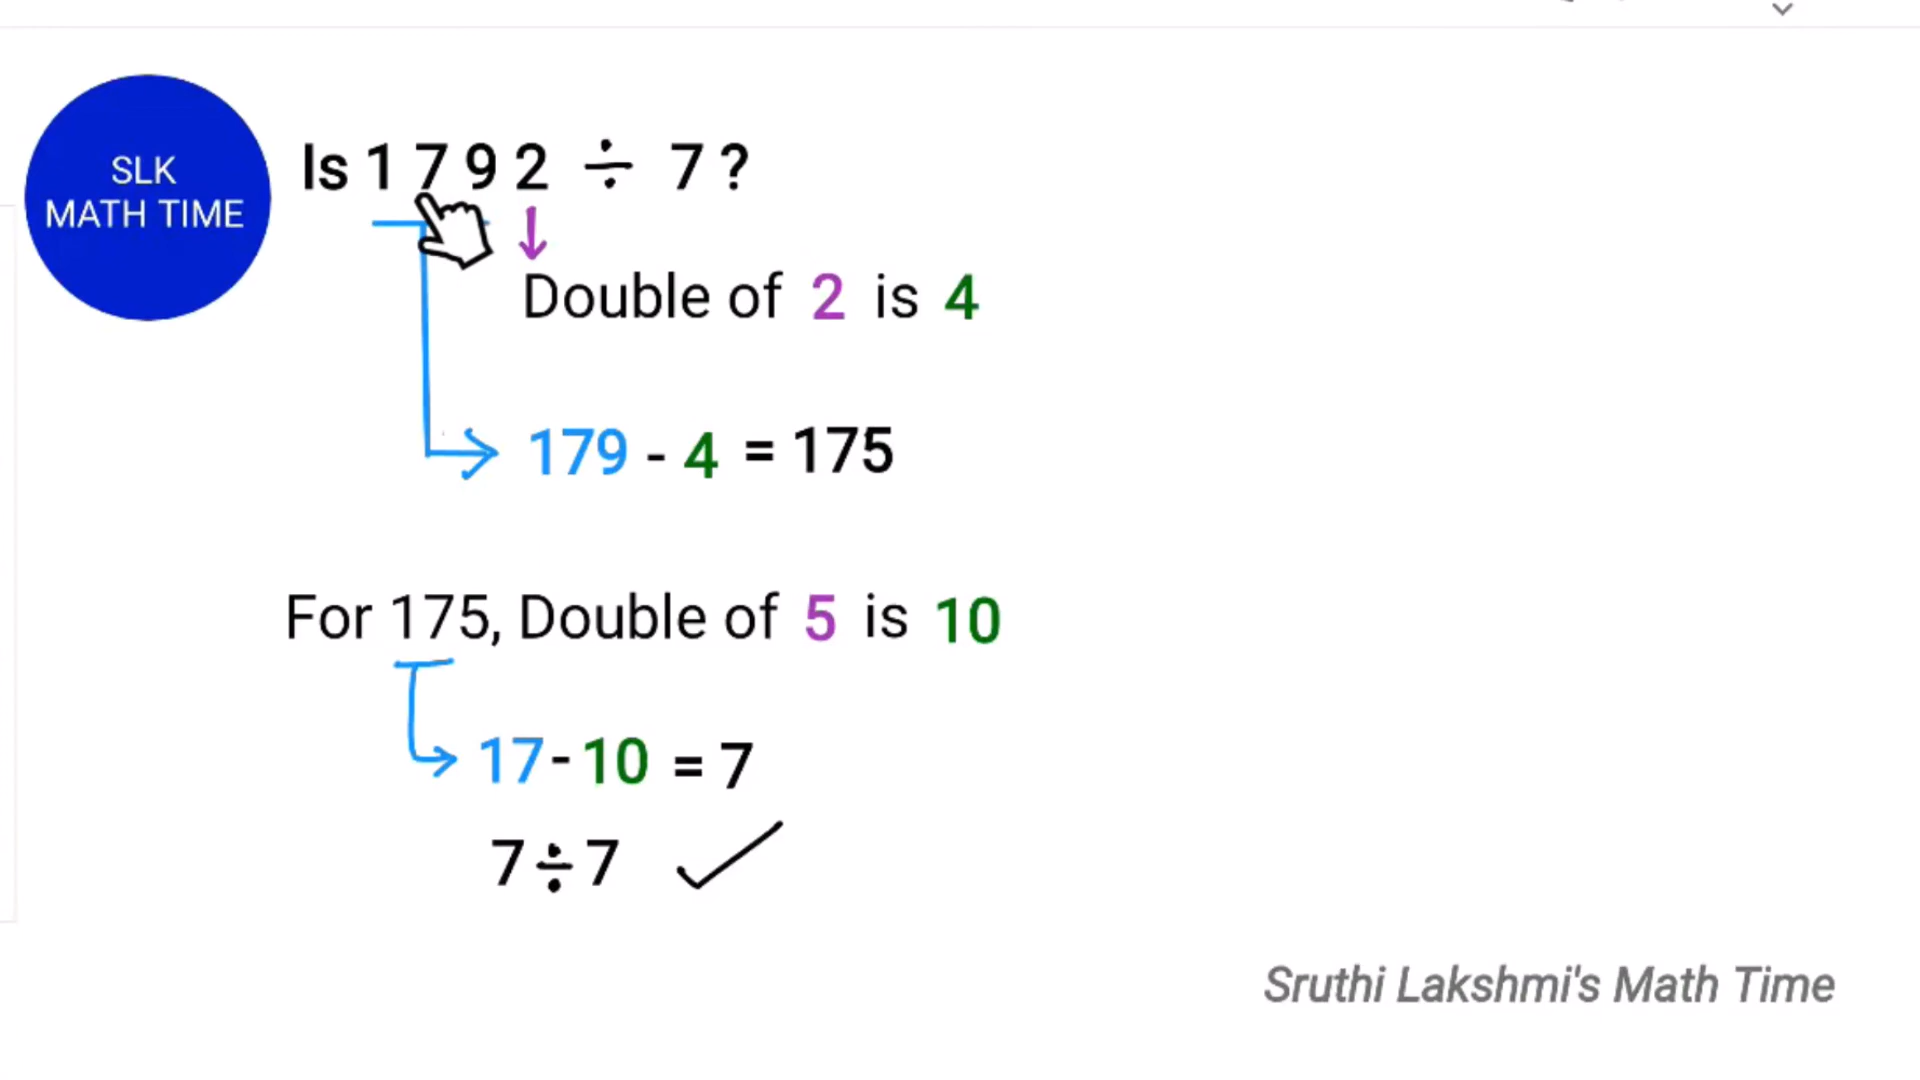 SLK
MATH TIME
Is 1 7 9 2 ÷ 7 ?
Double of 2 is 4
179 - 4 = 175
For 175, Double of 5 is 10
17-10 = 7
7÷7
Sruthi Lakshmi's Math Time